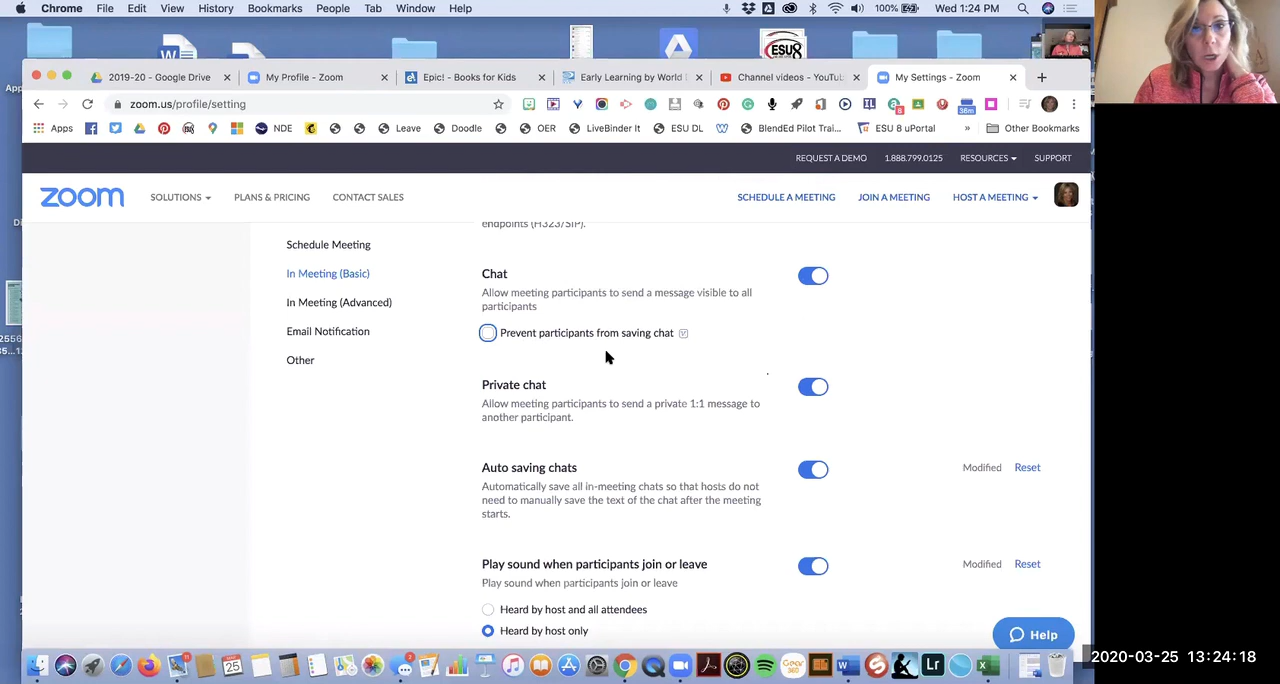 Chrome File Edit View History Bookmarks People Tab Window Help 100% Wed 1:24 PM
W ESU8
2019-20 - Google Drive My Profile - Zoom Epic! - Books for Kids Early Learning by World Channel videos - YouTu My Settings - Zoom
zoom.us/profile/setting
Apps NDE Leave Doodle OER LiveBinder It ESU DL BlendEd Pilot Trai... ESU 8 uPortal » Other Bookmarks
REQUEST A DEMO 1.888.799.0125 RESOURCES SUPPORT
zoom SOLUTIONS PLANS & PRICING CONTACT SALES SCHEDULE A MEETING JOIN A MEETING HOST A MEETING
endpoints (H323/SIP).
Schedule Meeting
In Meeting (Basic)
In Meeting (Advanced)
Email Notification
Other
Chat
Allow meeting participants to send a message visible to all
participants
Prevent participants from saving chat
Private chat
Allow meeting participants to send a private 1:1 message to
another participant.
Auto saving chats Modified Reset
Automatically save all in-meeting chats so that hosts do not
need to manually save the text of the chat after the meeting
starts.
Play sound when participants join or leave Modified Reset
Play sound when participants join or leave
Heard by host and all attendees
Heard by host only
Help
2020-03-25 13:24:18